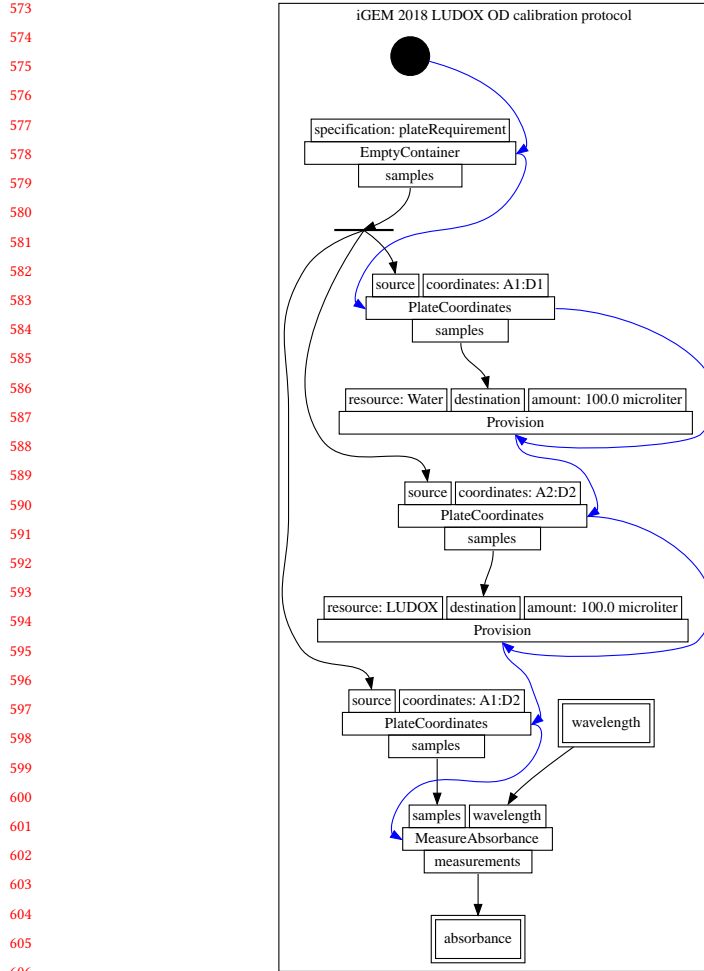 573
574
575
576
577
578
579
580
581
582
583
584
585
586
587
588
589
590
591
592
593
594
595
596
597
598
599
600
601
602
603
604
605
iGEM 2018 LUDOX OD calibration protocol
specification: plateRequirement
EmptyContainer
samples
source coordinates: A1:D1
PlateCoordinates
samples
resource: Water destination amount: 100.0 microliter
Provision
source coordinates: A2:D2
PlateCoordinates
samples
resource: LUDOX destination amount: 100.0 microliter
Provision
source coordinates: A1:D2
PlateCoordinates
samples
wavelength
samples wavelength
MeasureAbsorbance
measurements
absorbance